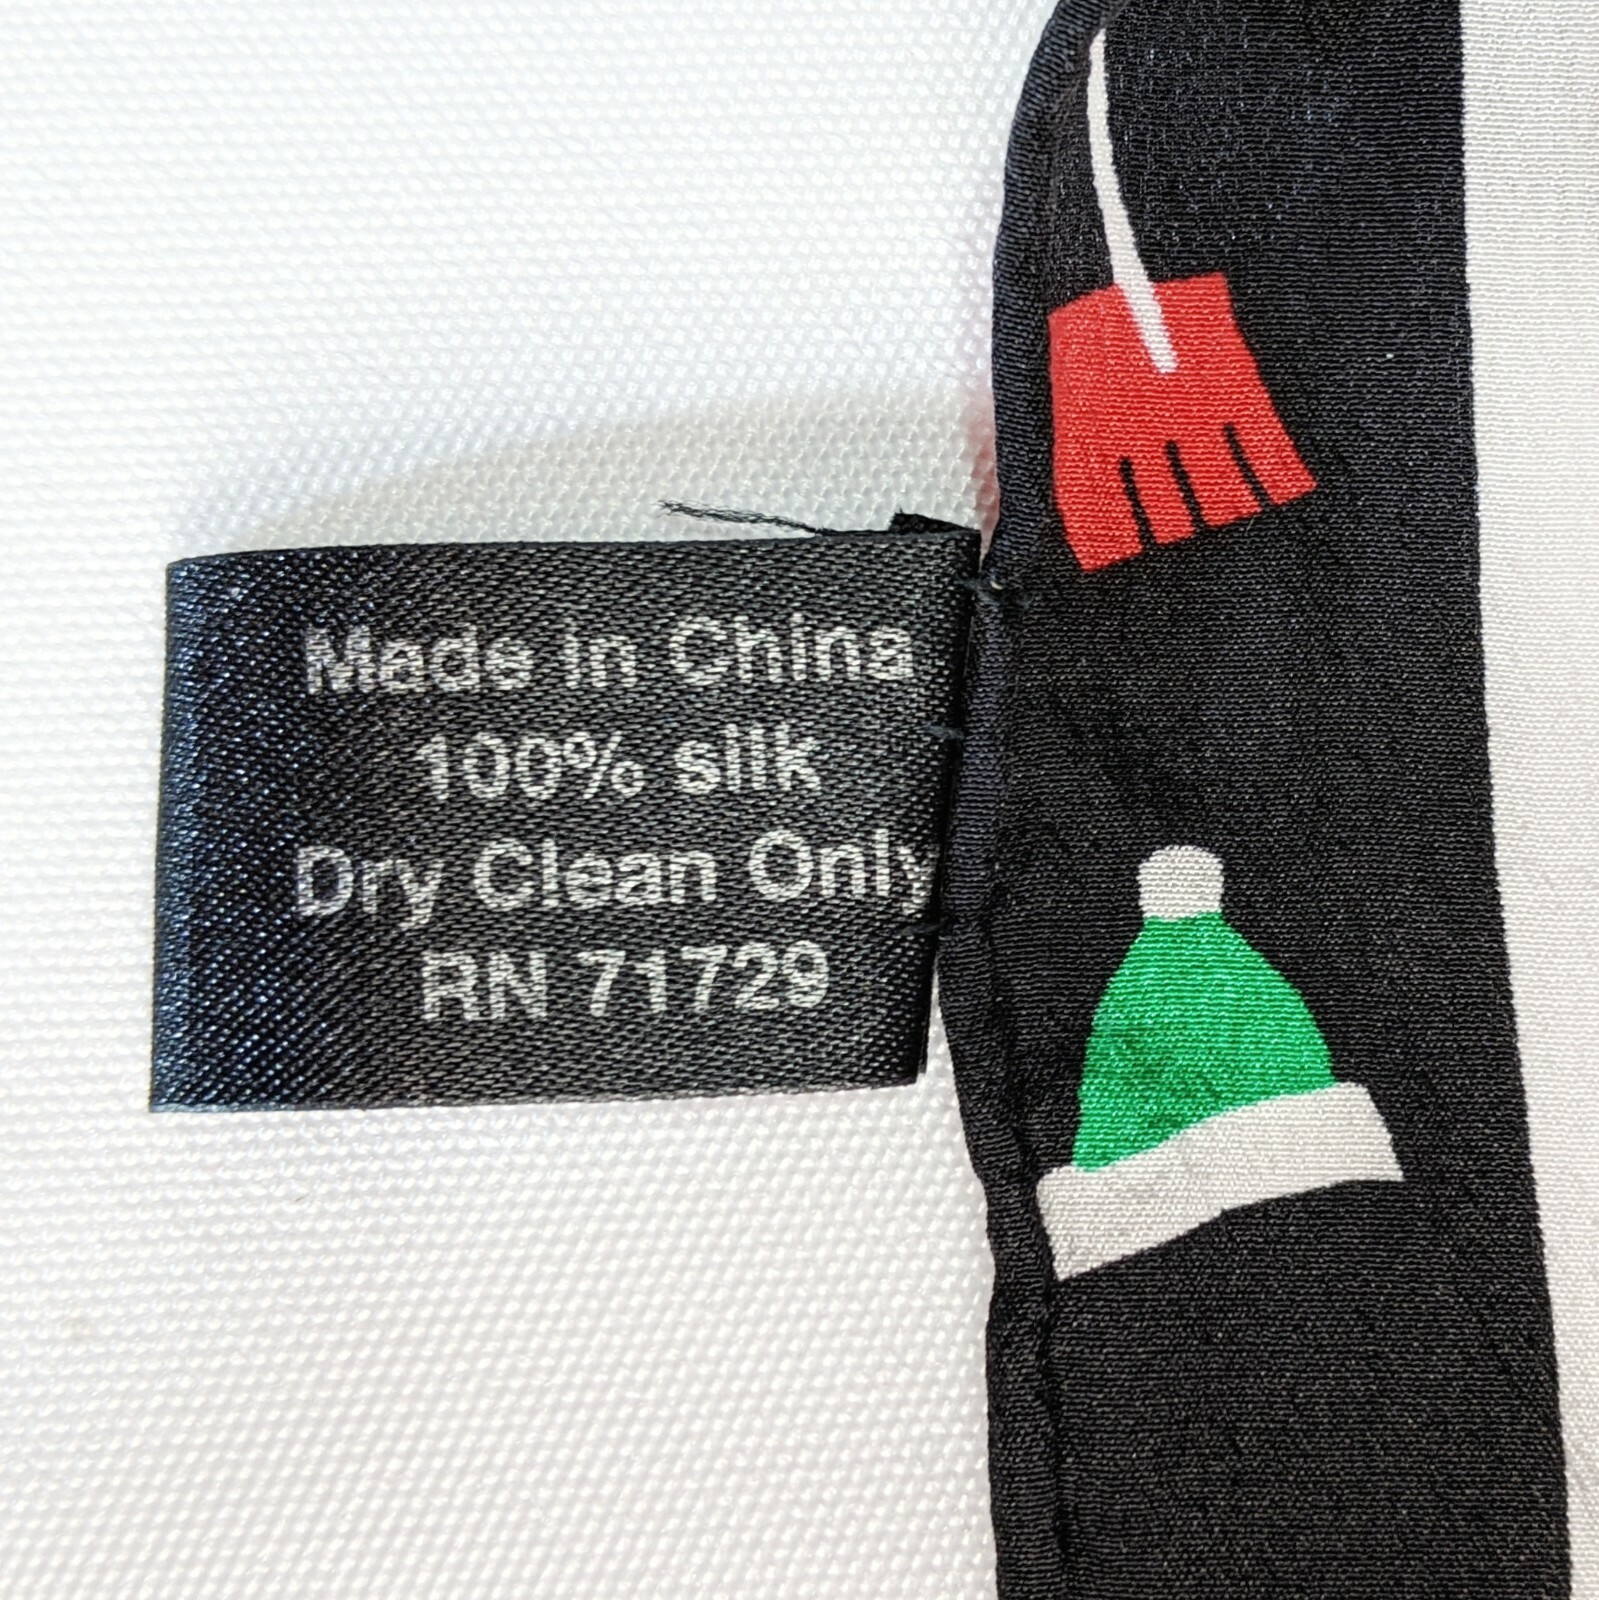 Made in China
100% silk
Dry Clean Only
RN 71729